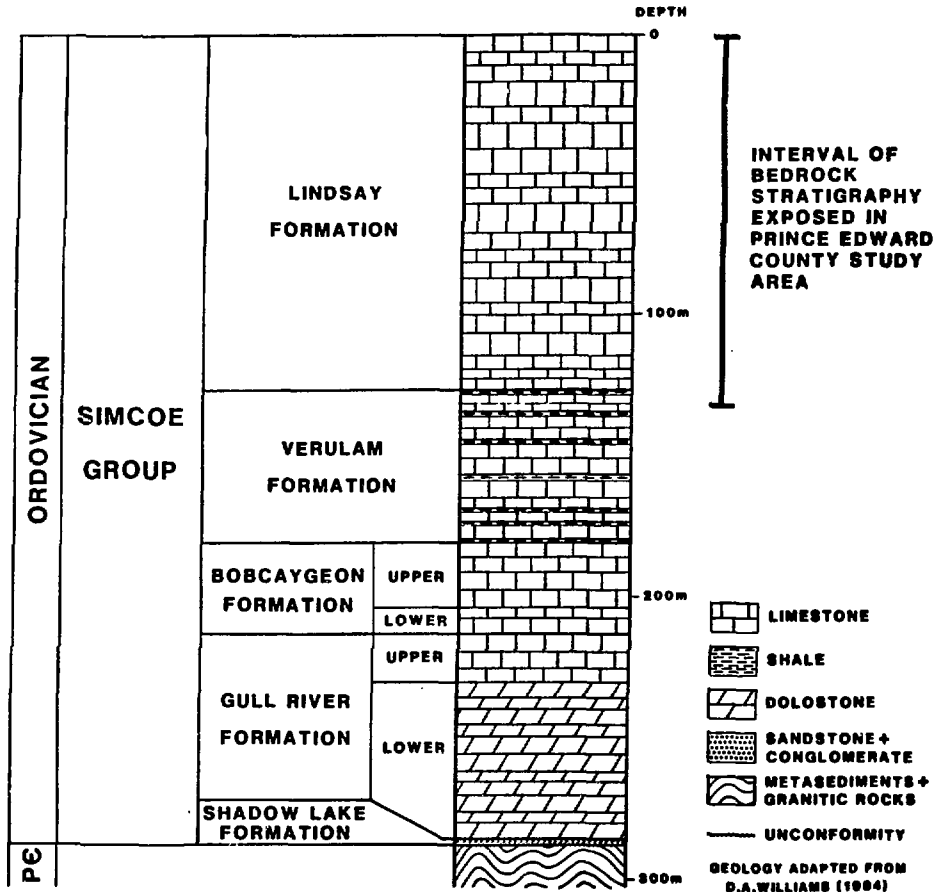 DEPTH
0
100m
200m
300m
ORDOVICIAN
PЄ
SIMCOE
GROUP
LINDSAY
FORMATION
VERULAM
FORMATION
BOBCAYGEON
FORMATION
UPPER
LOWER
GULL RIVER
FORMATION
UPPER
LOWER
SHADOW LAKE
FORMATION
INTERVAL OF
BEDROCK
STRATIGRAPHY
EXPOSED IN
PRINCE EDWARD
COUNTY STUDY
AREA
LIMESTONE
SHALE
DOLOSTONE
SANDSTONE+
CONGLOMERATE
METASEDIMENTS+
GRANITIC ROCKS
UNCONFORMITY
GEOLOGY ADAPTED FROM
D.A.WILLIAMS (1984)